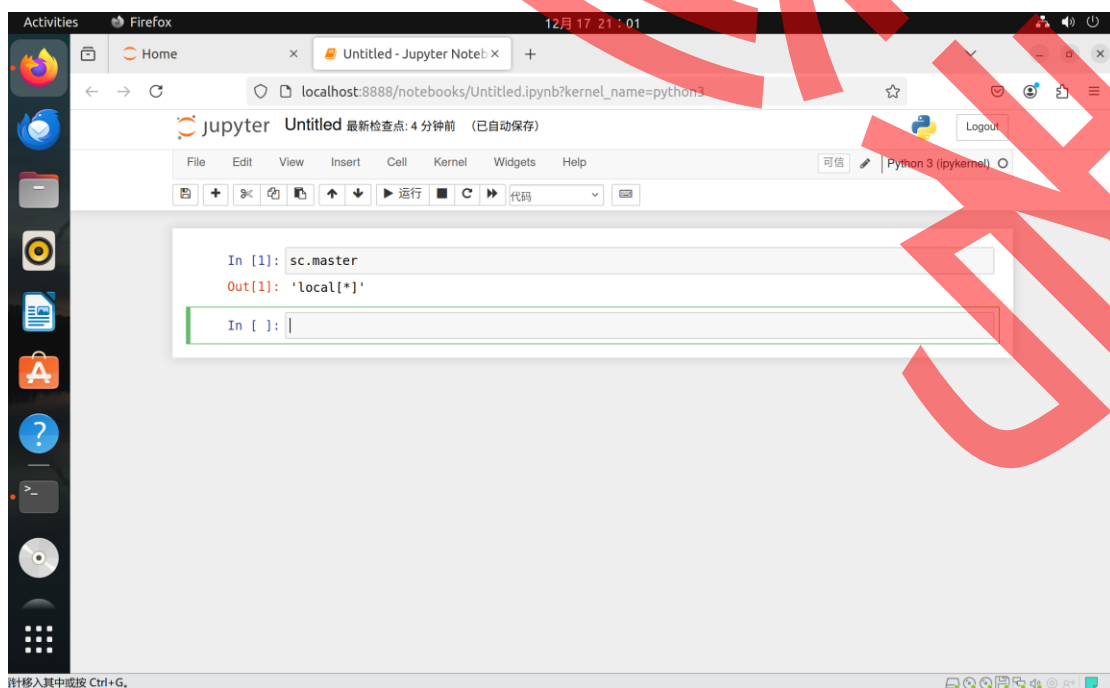 Activities Firefox 12月 17 21:01
Home Untitled - Jupyter Noteb
localhost:8888/notebooks/Untitled.ipynb?kernel_name=python3
jupyter Untitled 最新检查点: 4 分钟前 (已自动保存) Logout
File Edit View Insert Cell Kernel Widgets Help 可信 Python 3 (ipykernel)
运行 代码
In [1]: sc.master
Out[1]: 'local[*]'
In [ ]:
针移入其中或按 Ctrl+G。